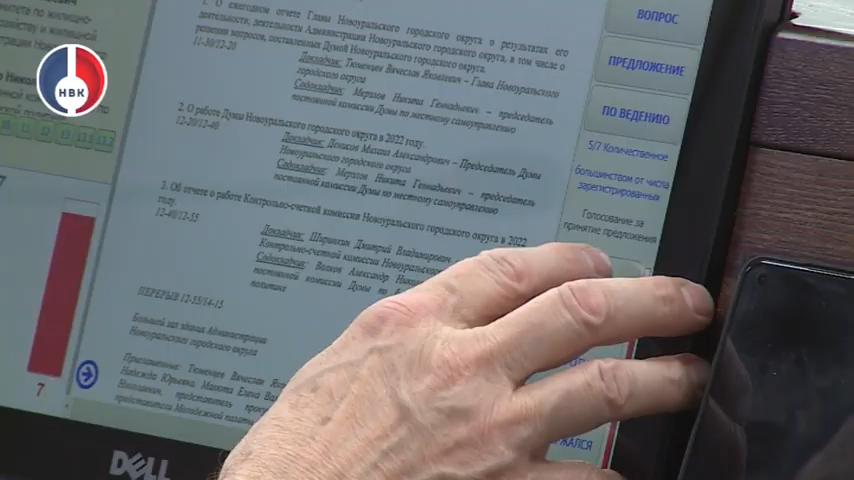 1. О ежегодном отчете Главы Новоуральского городского округа о результатах его
деятельности, деятельности Администрации Новоуральского городского округа, в том числе о
решении вопросов, поставленных Думой Новоуральского городского округа.
11-30/12-20
Докладчик: Тюменцев Вячеслав Яковлевич – Глава Новоуральского
городского округа
Содокладчик: Мерзлов Никита Геннадьевич – председатель
постоянной комиссии Думы по местному самоуправлению
2. О работе Думы Новоуральского городского округа в 2022 году.
12-20/12-40
Докладчик: Денисов Михаил Александрович – Председатель Думы
Новоуральского городского округа
Содокладчик: Мерзлов Никита Геннадьевич – председатель
постоянной комиссии Думы по местному самоуправлению
3. Об отчете о работе Контрольно-счетной комиссии Новоуральского городского округа в 2022
году.
12-40/12-55
Докладчик: Ширинкин Дмитрий Владимирович
Контрольно-счетной комиссии Новоуральского
Содокладчик: Волков Александр
постоянной комиссии Думы по
политике
ПЕРЕРЫВ 12-55/14-15
Большой зал здания Администрации
Новоуральского городского округа
Приглашенные: Тюменцев Вячеслав
Надежда Юрьевна, Елена
Николаевич, представитель
представители Молодежной палаты
ВОПРОС
ПРЕДЛОЖЕНИЕ
ПО ВЕДЕНИЮ
5/7 Количественное
большинством от числа
зарегистрированных
Голосование за
принятие предложения
НВК
7
DELL